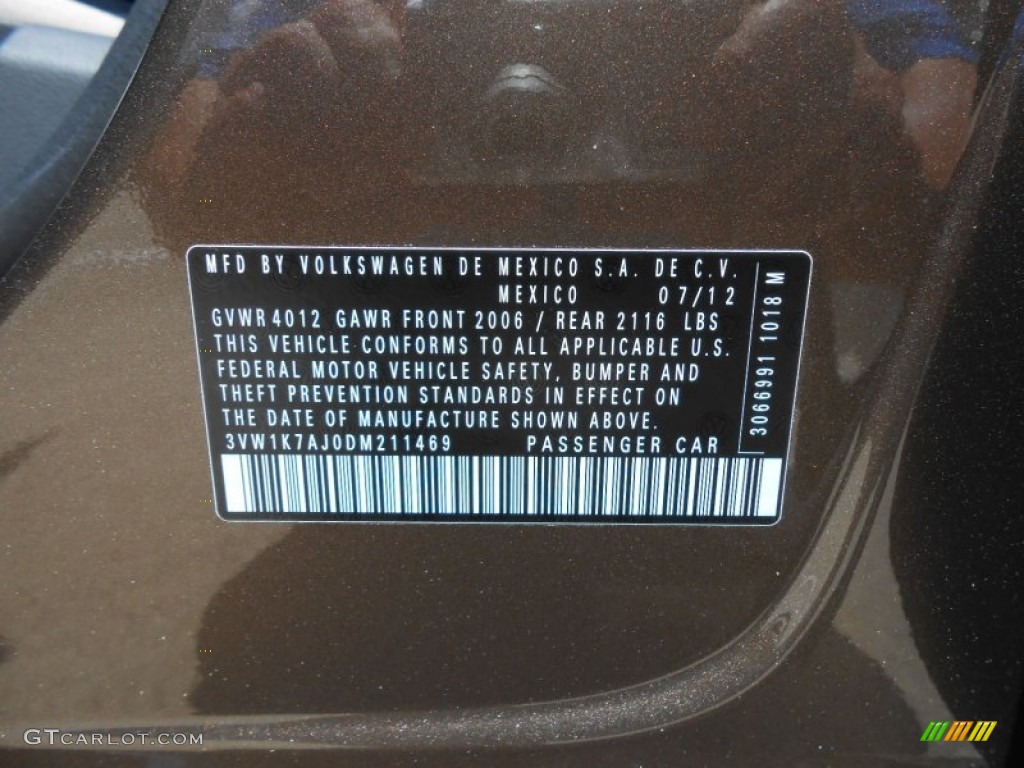 MFD BY VOLKSWAGEN DE MEXICO S.A. DE C.V.
MEXICO 07/12
GVWR 4012 GAWR FRONT 2006 / REAR 2116 LBS
THIS VEHICLE CONFORMS TO ALL APPLICABLE U.S.
FEDERAL MOTOR VEHICLE SAFETY, BUMPER AND
THEFT PREVENTION STANDARDS IN EFFECT ON
THE DATE OF MANUFACTURE SHOWN ABOVE.
3VW1K7AJ0DM211469 PASSENGER CAR
3066991 1018 M
GTCARLOT.COM